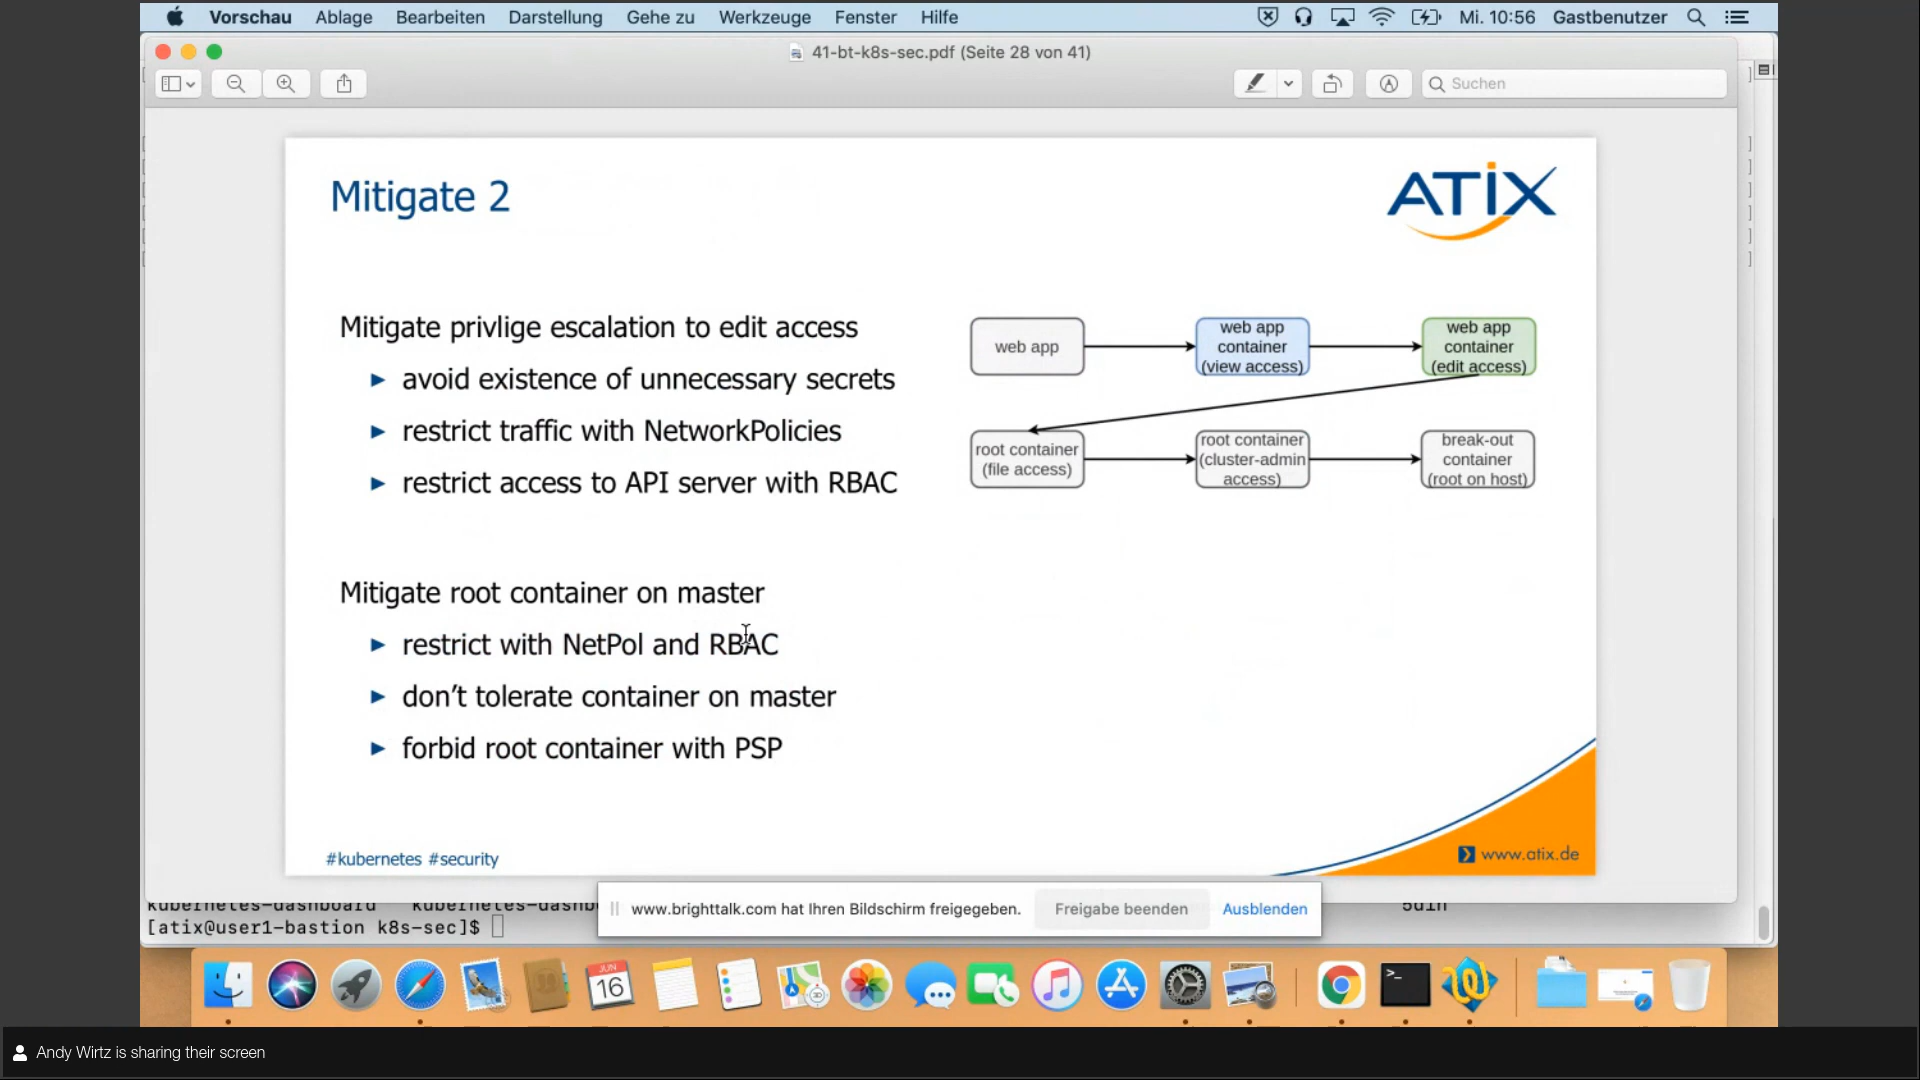 Vorschau Ablage Bearbeiten Darstellung Gehe zu Werkzeuge Fenster Hilfe Mi. 10:56 Gastbenutzer
41-bt-k8s-sec.pdf (Seite 28 von 41)
Suchen
Mitigate 2
ATIX
Mitigate privlige escalation to edit access
► avoid existence of unnecessary secrets
► restrict traffic with NetworkPolicies
► restrict access to API server with RBAC
web app
web app
container
(view access)
web app
container
(edit access)
root container
(file access)
root container
(cluster-admin
access)
break-out
container
(root on host)
Mitigate root container on master
► restrict with NetPol and RBAC
► don't tolerate container on master
► forbid root container with PSP
#kubernetes #security
www.atix.de
kubernetes-dashboard kubernetes-dashb
[atix@user1-bastion k8s-sec]$
www.brighttalk.com hat Ihren Bildschirm freigegeben. Freigabe beenden Ausblenden
JUN
16
Andy Wirtz is sharing their screen